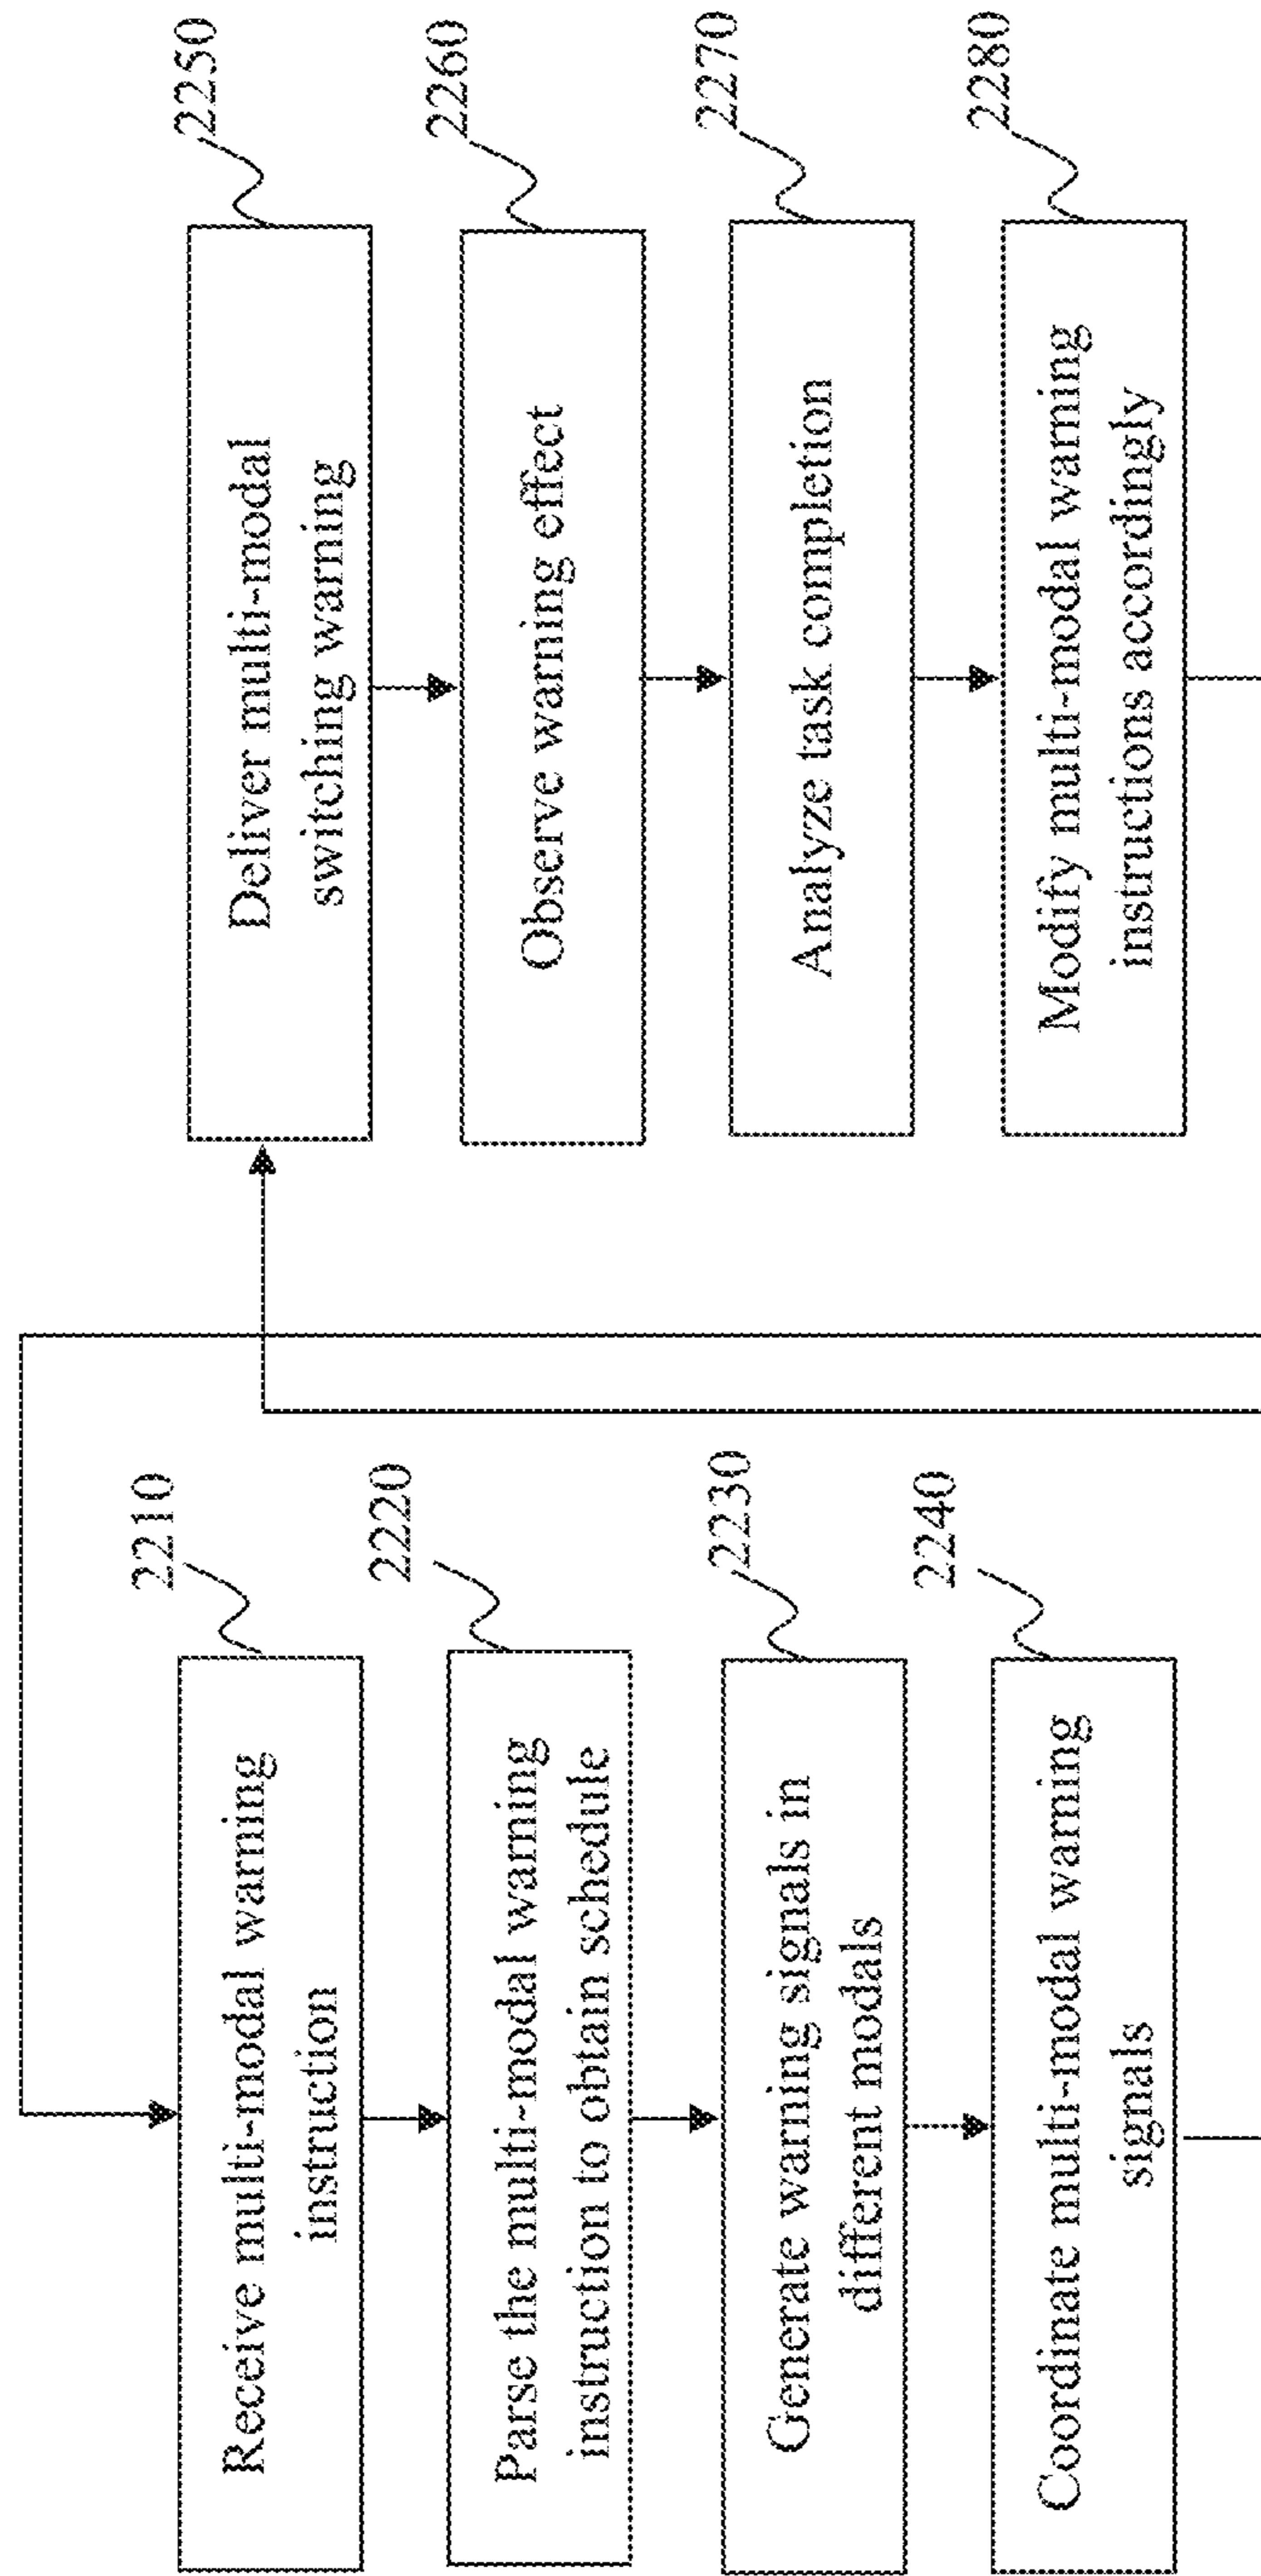 2210
Receive multi-modal warning
instruction
2220
Parse the multi-modal warning
instruction to obtain schedule
2230
Generate warning signals in
different modals
2240
Coordinate multi-modal warning
signals
2250
Deliver multi-modal
switching warning
2260
Observe warning effect
2270
Analyze task completion
2280
Modify multi-modal warning
instructions accordingly